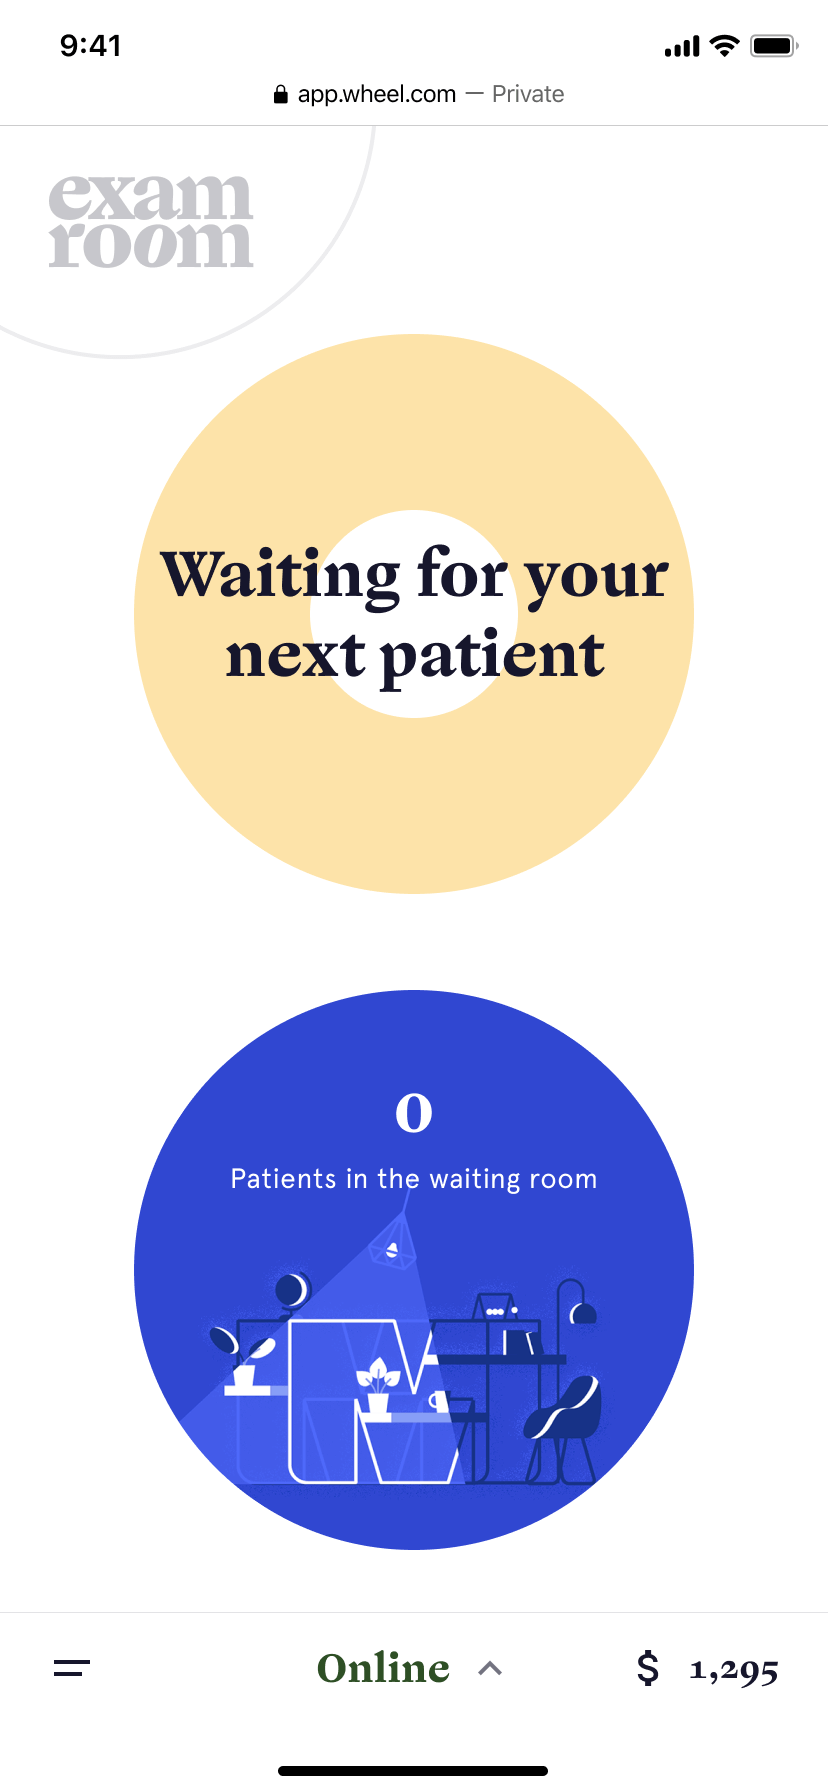 9:41
app.wheel.com — Private
exam
room
Waiting for your
next patient
0
Patients in the waiting room
Online
$ 1,295